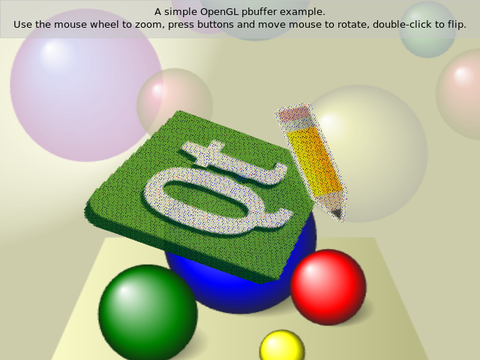 A simple OpenGL pbuffer example.
Use the mouse wheel to zoom, press buttons and move mouse to rotate, double-click to flip.
Qt